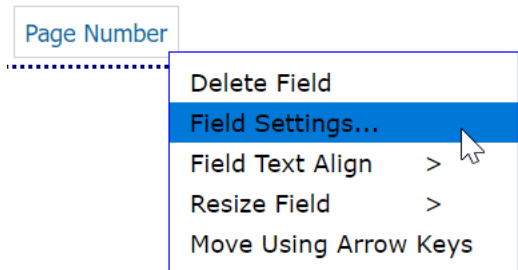 Page Number
Delete Field
Field Settings...
Field Text Align >
Resize Field >
Move Using Arrow Keys